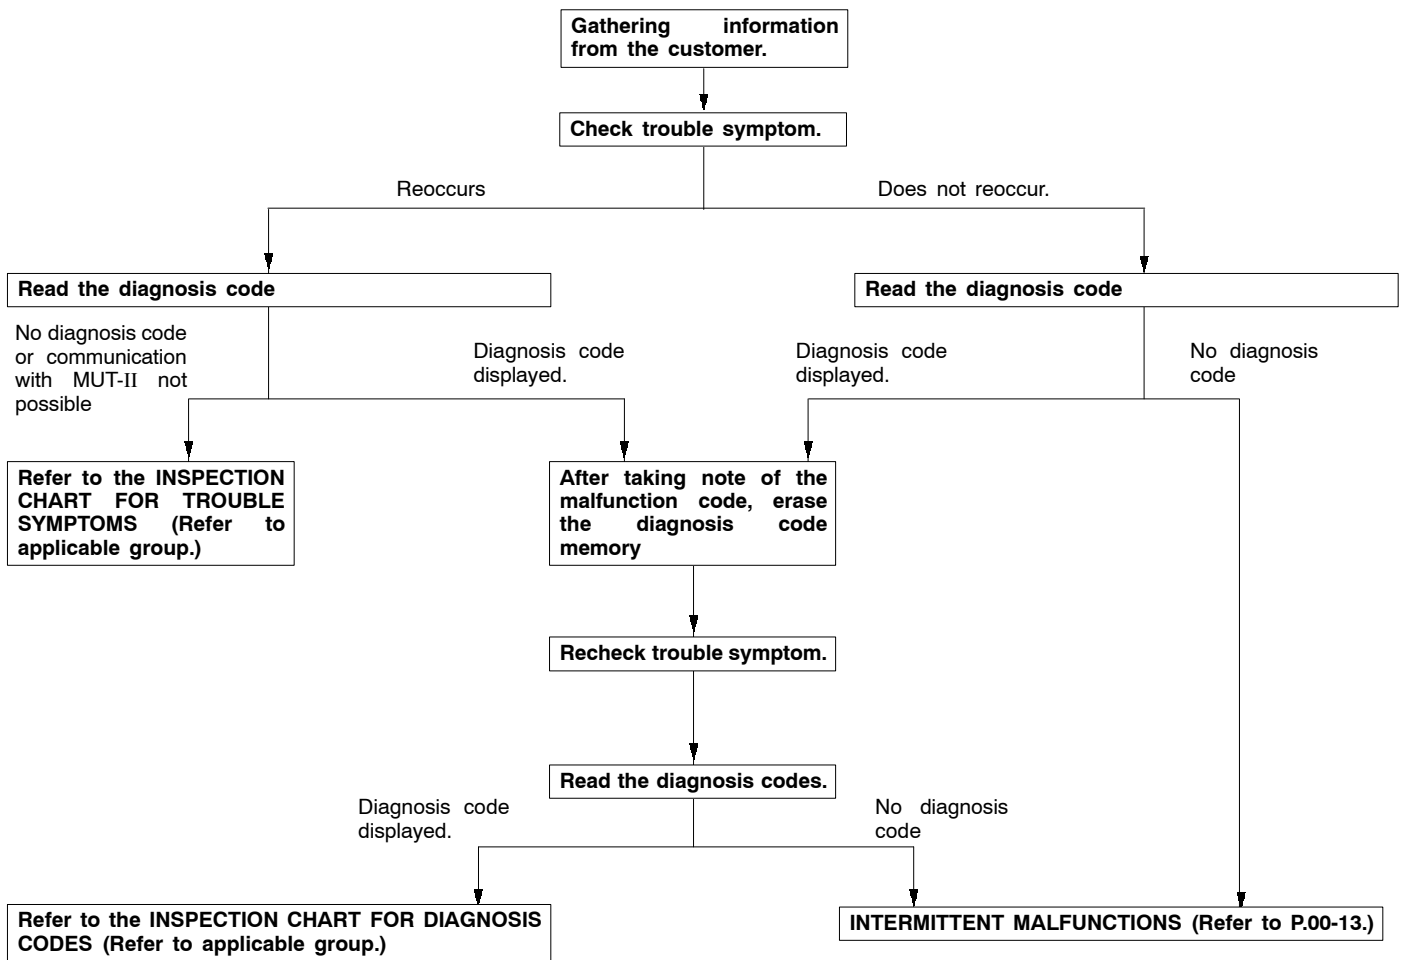 Gathering information
from the customer.
Check trouble symptom.
Reoccurs
Does not reoccur.
Read the diagnosis code
Read the diagnosis code
No diagnosis code
or communication
with MUT-II not
possible
Diagnosis code
displayed.
Diagnosis code
displayed.
No diagnosis
code
Refer to the INSPECTION
CHART FOR TROUBLE
SYMPTOMS (Refer to
applicable group.)
After taking note of the
malfunction code, erase
the diagnosis code
memory
Recheck trouble symptom.
Read the diagnosis codes.
Diagnosis code
displayed.
No diagnosis
code
Refer to the INSPECTION CHART FOR DIAGNOSIS
CODES (Refer to applicable group.)
INTERMITTENT MALFUNCTIONS (Refer to P.00-13.)